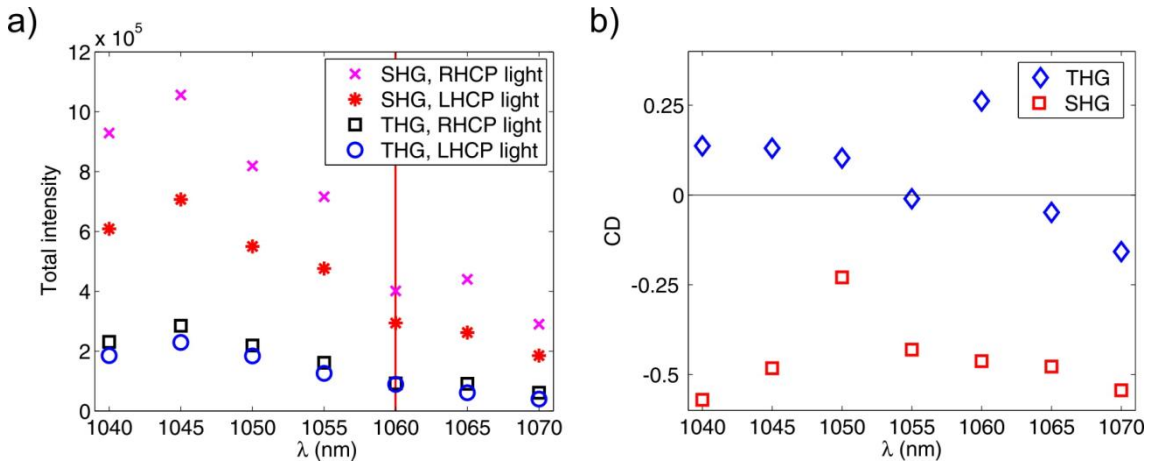 a)
× 10⁵
12
10
8
6
4
2
0
Total intensity
SHG, RHCP light
SHG, LHCP light
THG, RHCP light
THG, LHCP light
1040 1045 1050 1055 1060 1065 1070
λ (nm)
b)
0.25
0
-0.25
-0.5
CD
THG
SHG
1040 1045 1050 1055 1060 1065 1070
λ (nm)